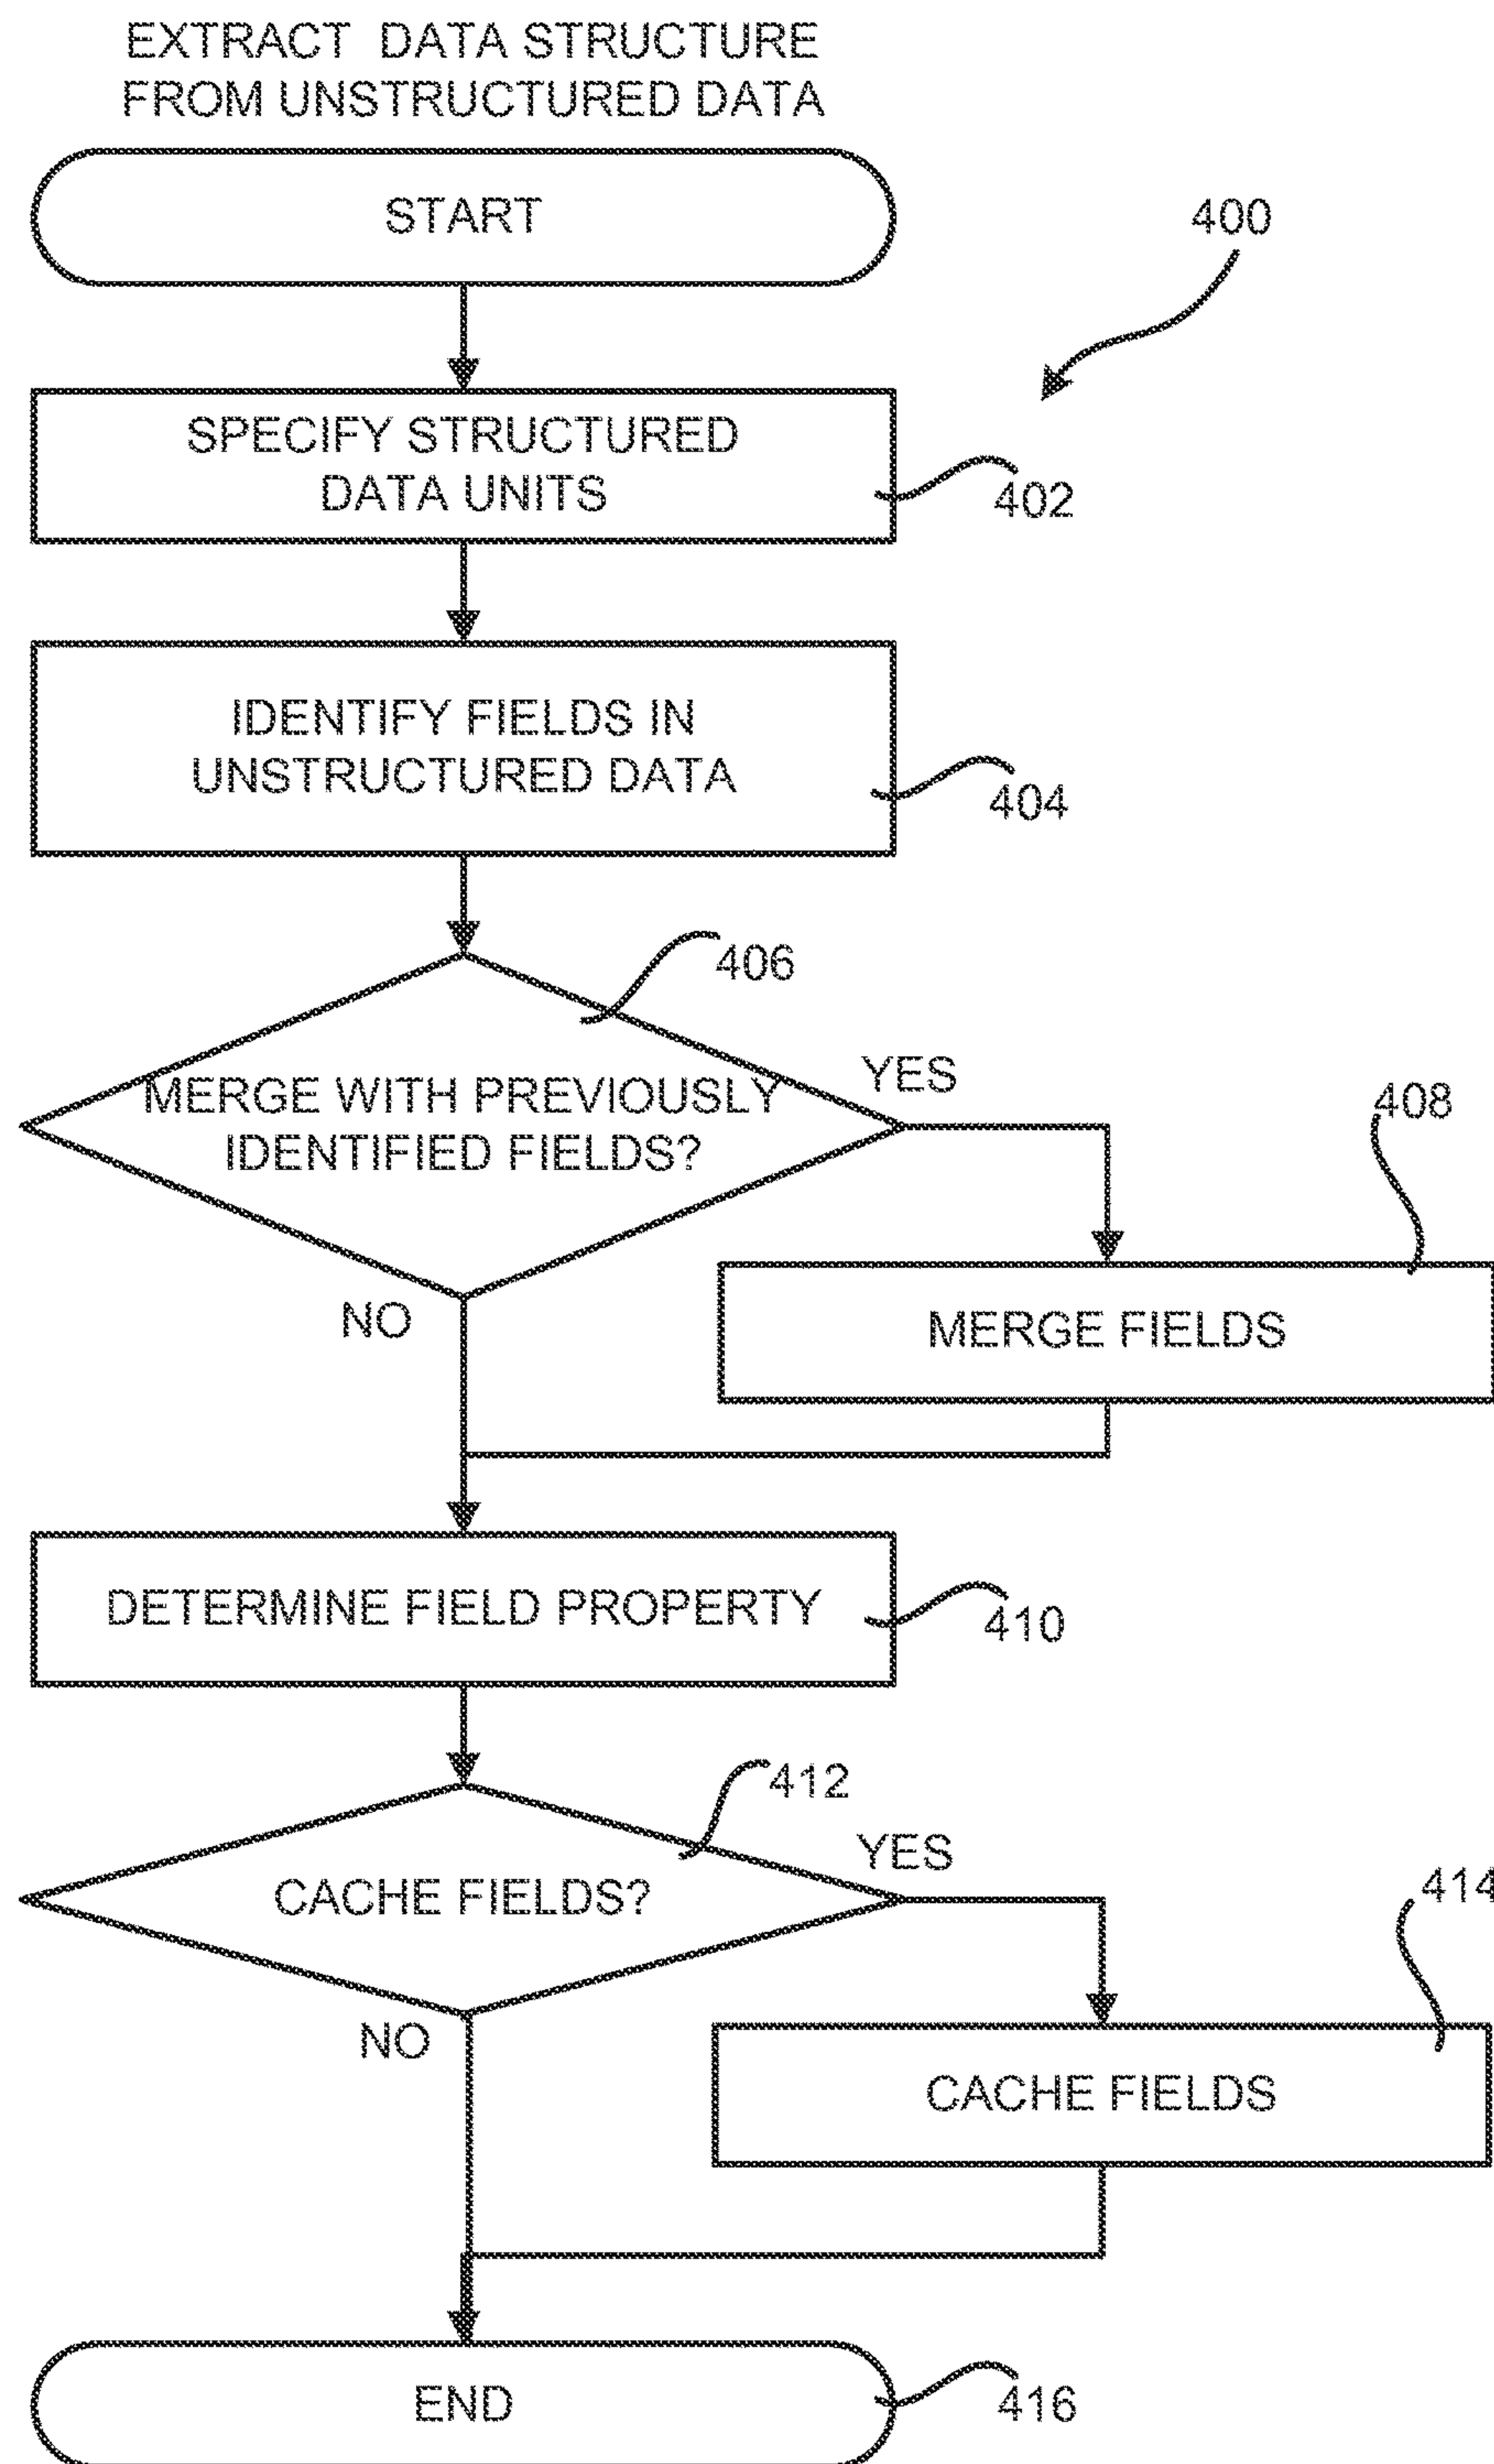 EXTRACT DATA STRUCTURE
FROM UNSTRUCTURED DATA
START
400
SPECIFY STRUCTURED
DATA UNITS
402
IDENTIFY FIELDS IN
UNSTRUCTURED DATA
404
406
MERGE WITH PREVIOUSLY
IDENTIFIED FIELDS?
YES
408
NO
MERGE FIELDS
DETERMINE FIELD PROPERTY
410
412
CACHE FIELDS?
YES
414
NO
CACHE FIELDS
END
416